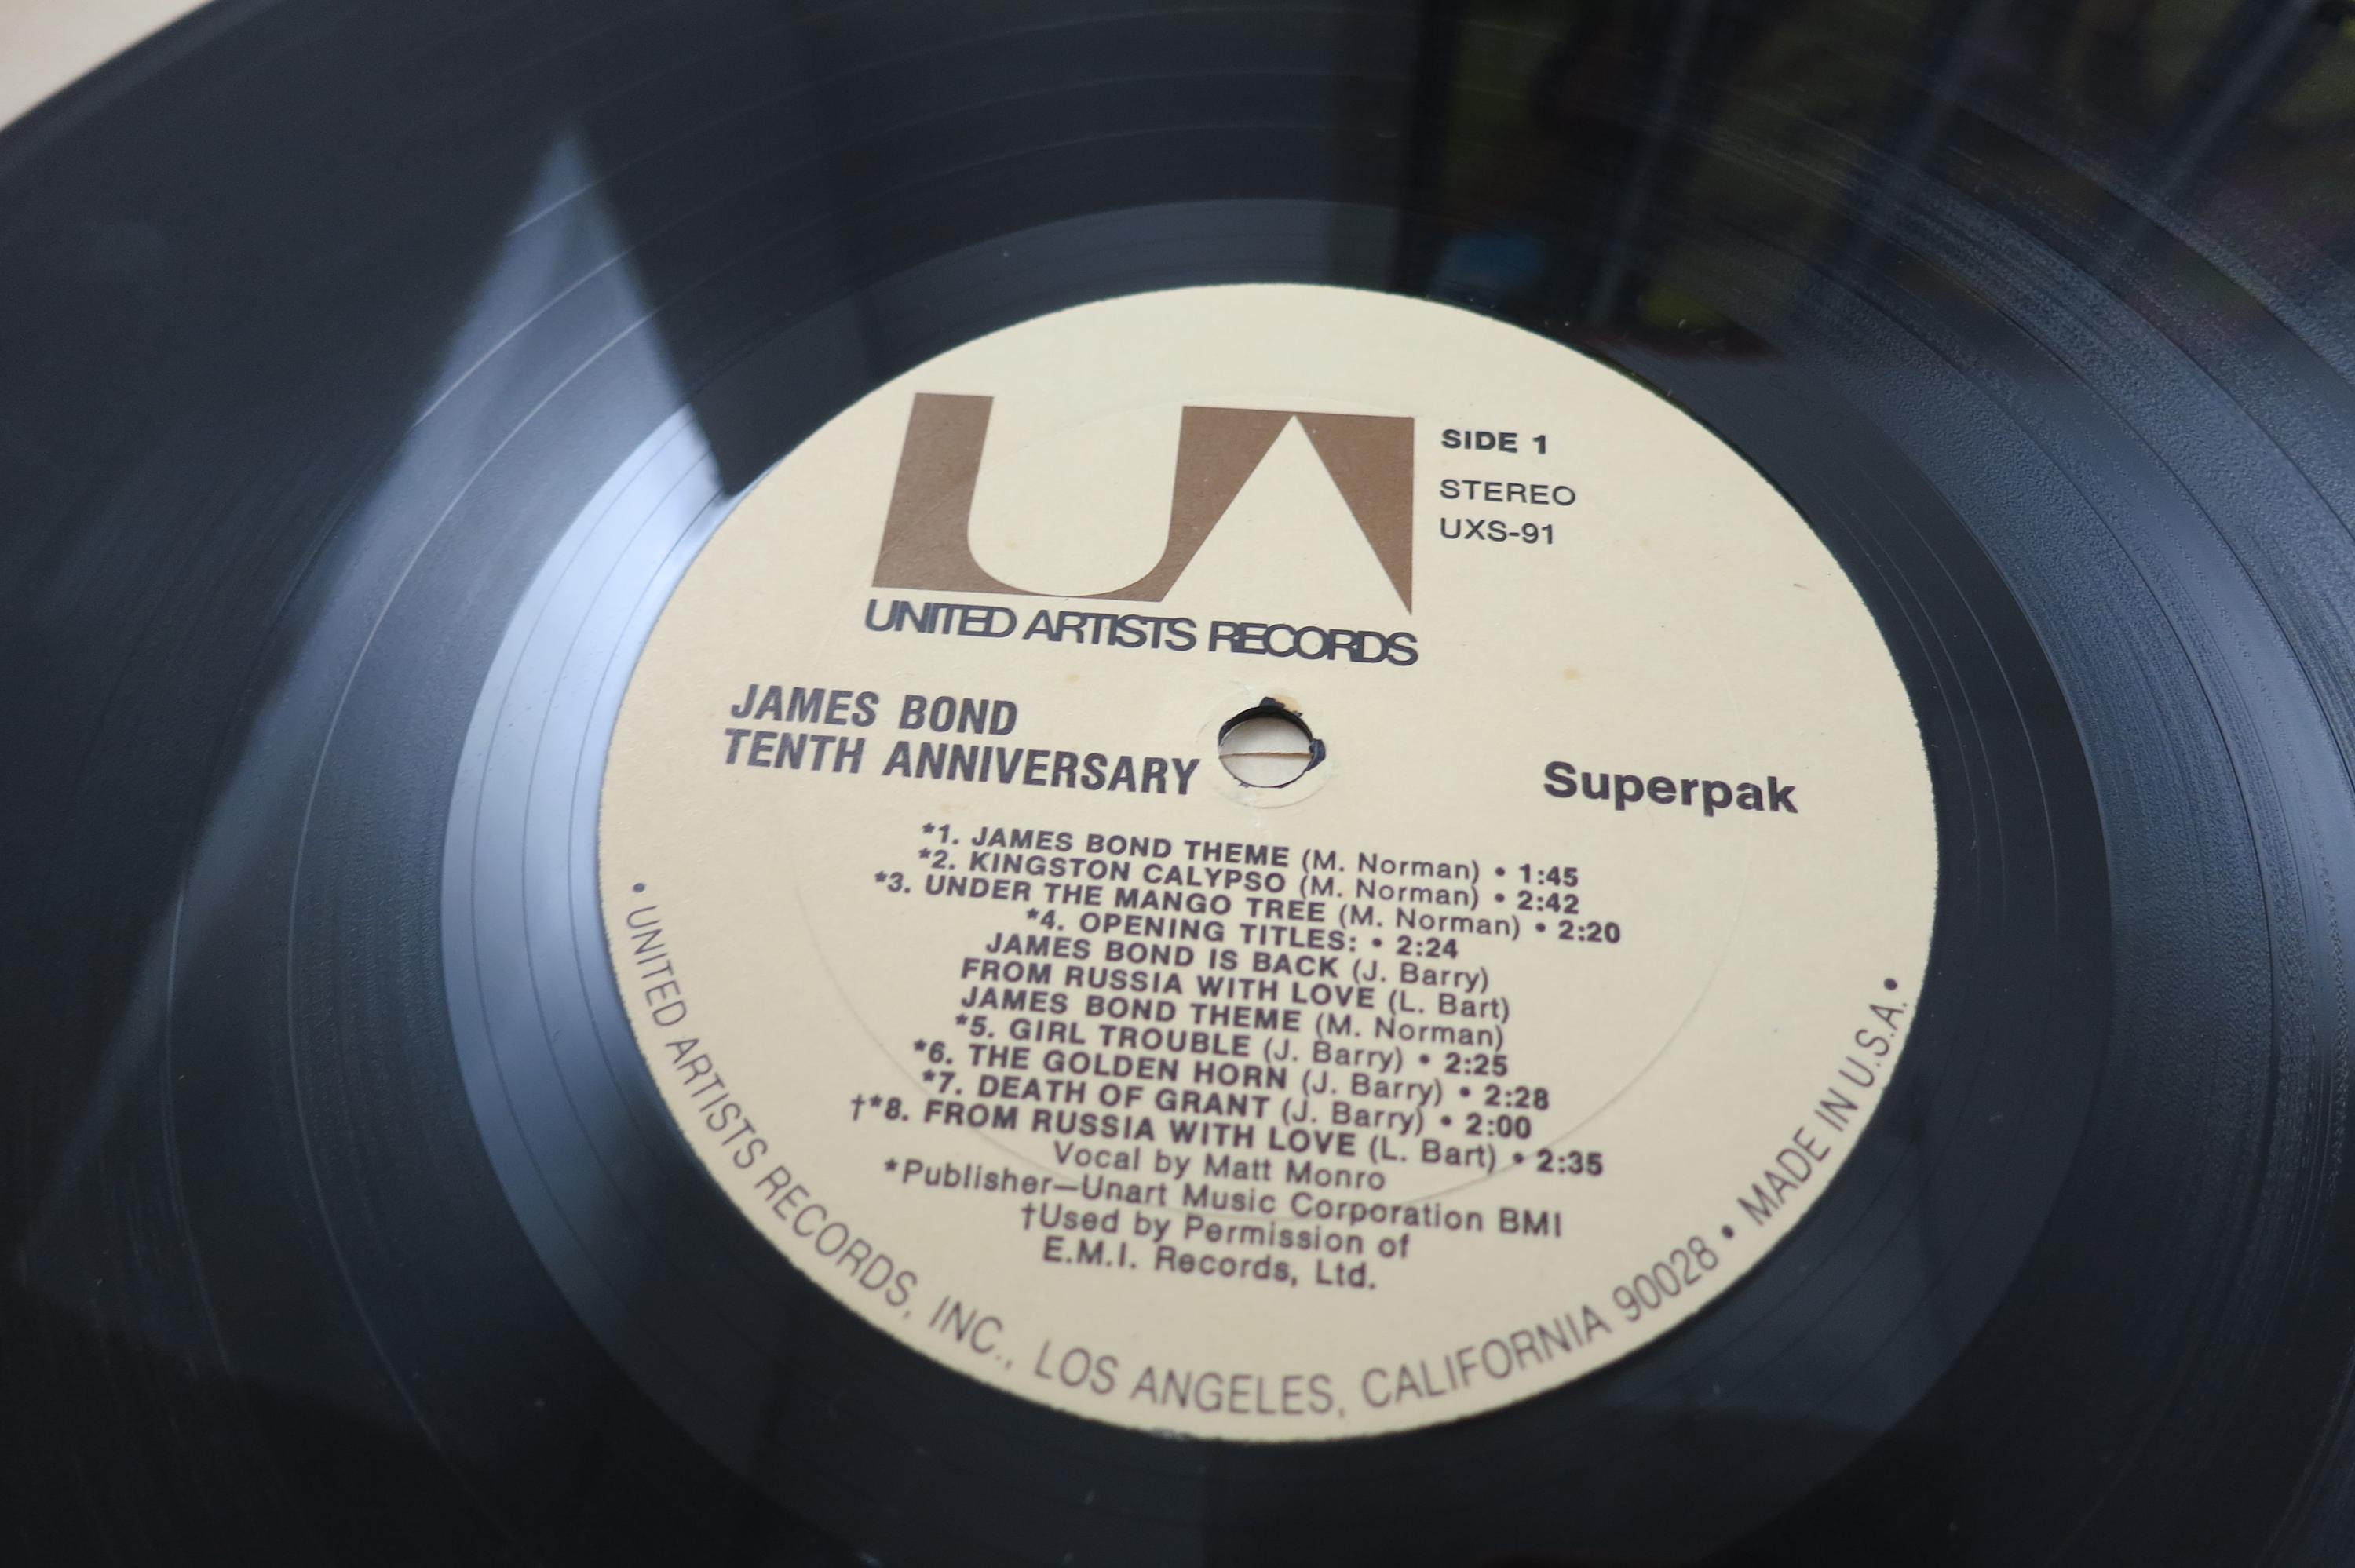 UA
UNITED ARTISTS RECORDS
SIDE 1
STEREO
UXS-91
JAMES BOND
TENTH ANNIVERSARY
Superpak
*1. JAMES BOND THEME (M. Norman) • 1:45
*2. KINGSTON CALYPSO (M. Norman) • 2:42
*3. UNDER THE MANGO TREE (M. Norman) • 2:20
*4. OPENING TITLES: • 2:24
JAMES BOND IS BACK (J. Barry)
FROM RUSSIA WITH LOVE (L. Bart)
JAMES BOND THEME (M. Norman)
*5. GIRL TROUBLE (J. Barry) • 2:25
*6. THE GOLDEN HORN (J. Barry) • 2:28
*7. DEATH OF GRANT (J. Barry) • 2:00
†*8. FROM RUSSIA WITH LOVE (L. Bart) • 2:35
Vocal by Matt Monro
*Publisher—Unart Music Corporation BMI
†Used by Permission of
E.M.I. Records, Ltd.
• UNITED ARTISTS RECORDS, INC., LOS ANGELES, CALIFORNIA 90028 • MADE IN U.S.A. •